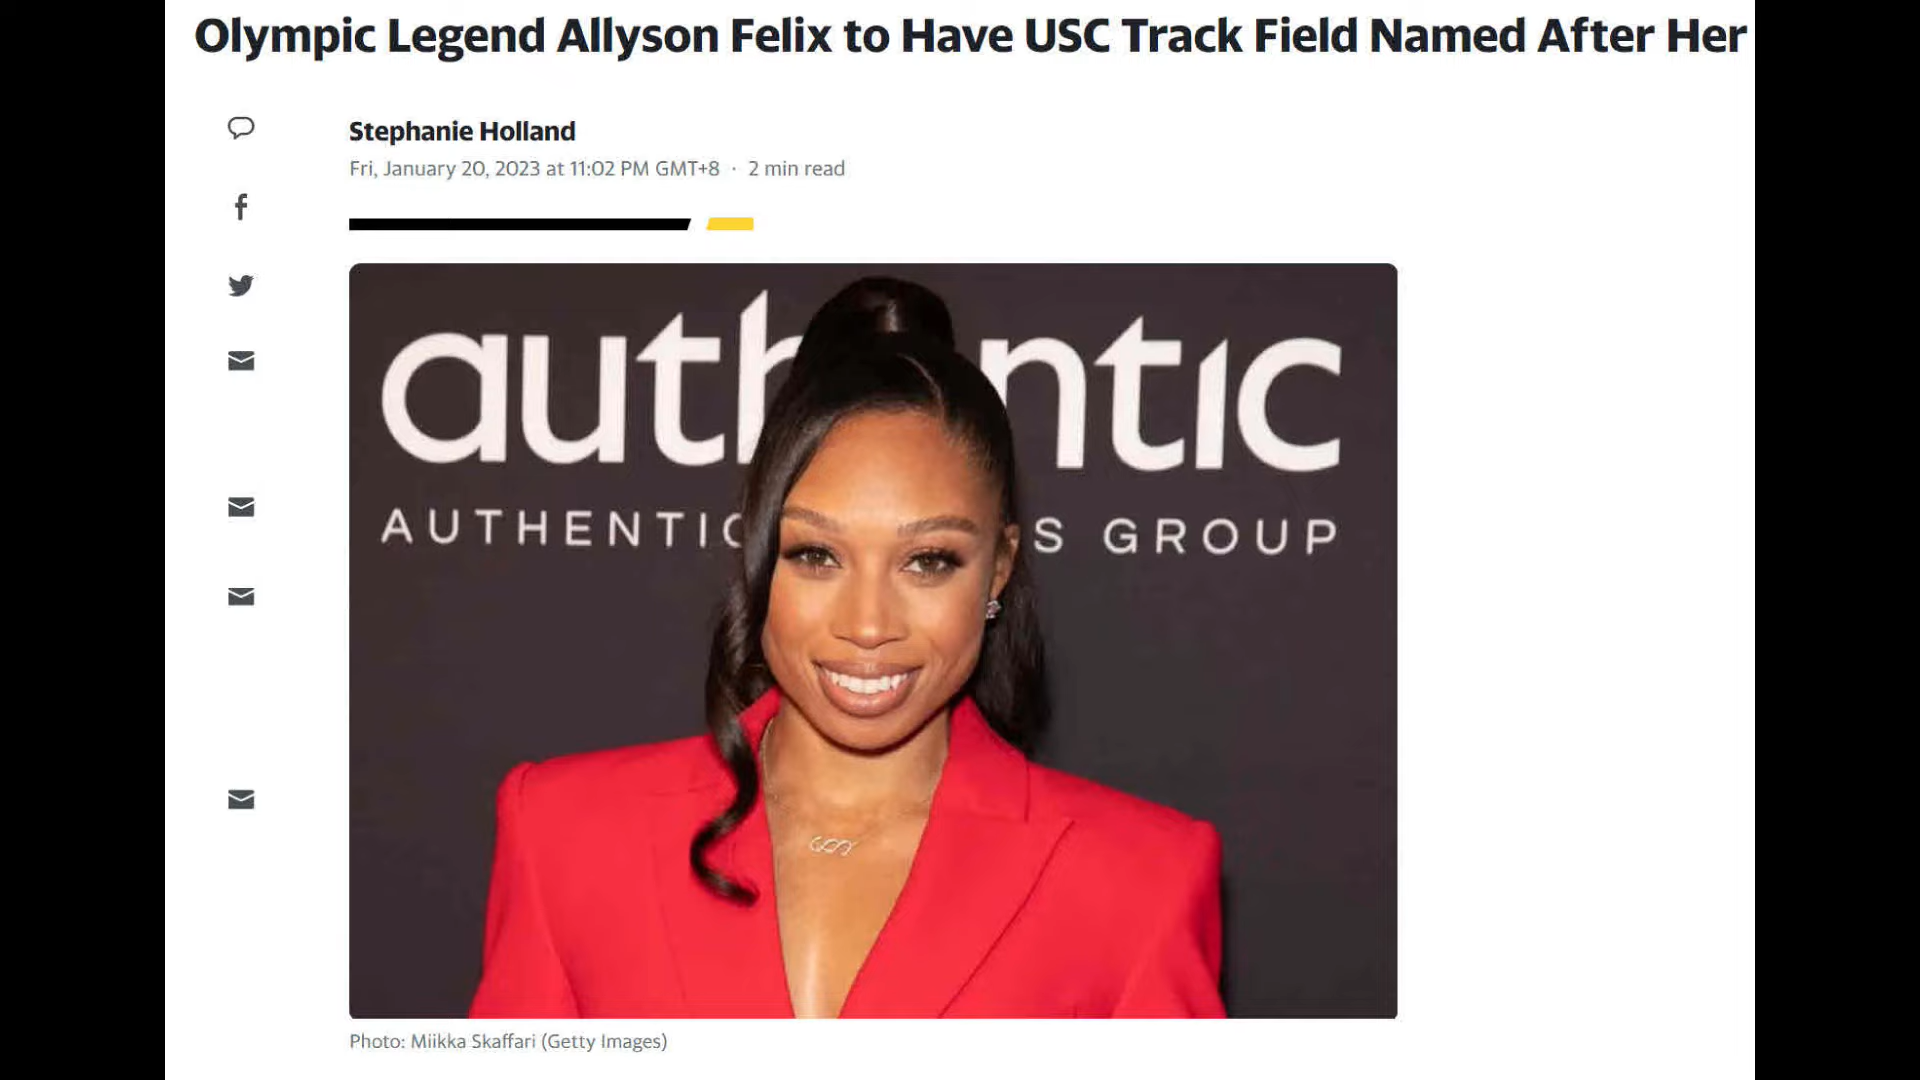 Olympic Legend Allyson Felix to Have USC Track Field Named After Her
Stephanie Holland
Fri, January 20, 2023 at 11:02 PM GMT+8 · 2 min read
auth ntic
AUTHENTIC S GROUP
Photo: Miikka Skaffari (Getty Images)